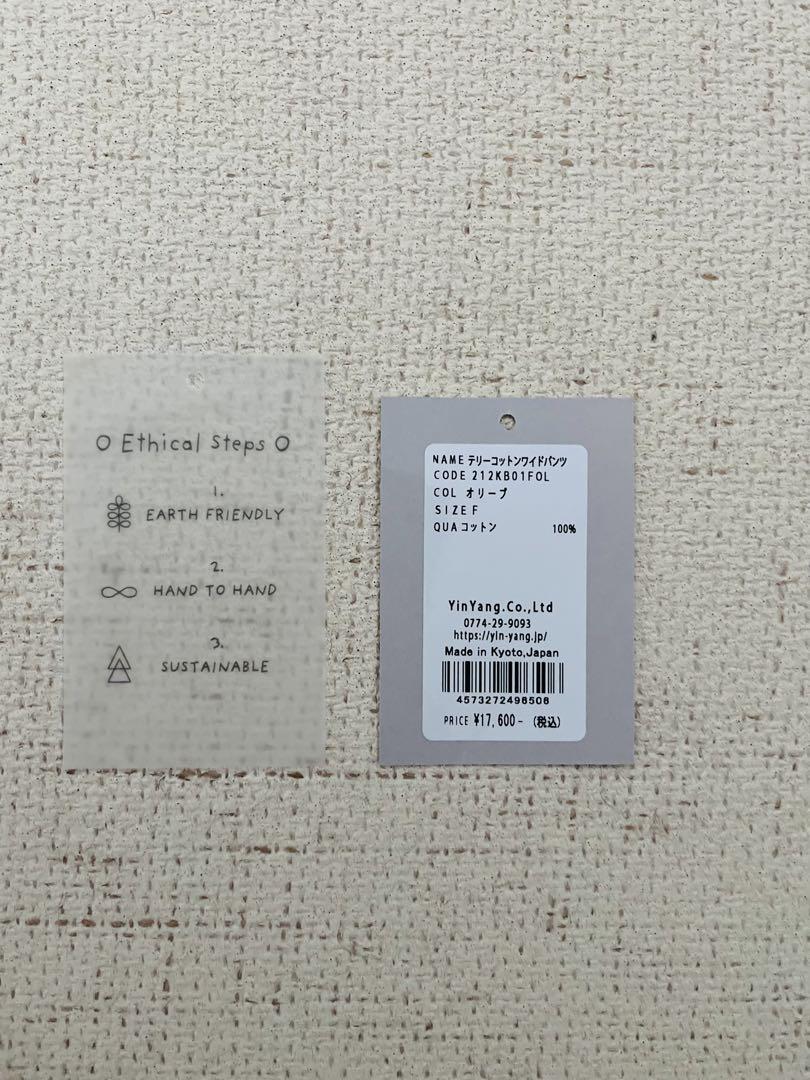 O Ethical Steps O
1.
EARTH FRIENDLY
2.
HAND TO HAND
3.
SUSTAINABLE
NAME テリーコットンワイドパンツ
CODE 212KB01FOL
COL オリーブ
SIZE F
QUA コットン 100%
YinYang.Co.,Ltd
0774-29-9093
https://yin-yang.jp/
Made in Kyoto,Japan
4573272496506
PRICE ¥17,600- (税込)